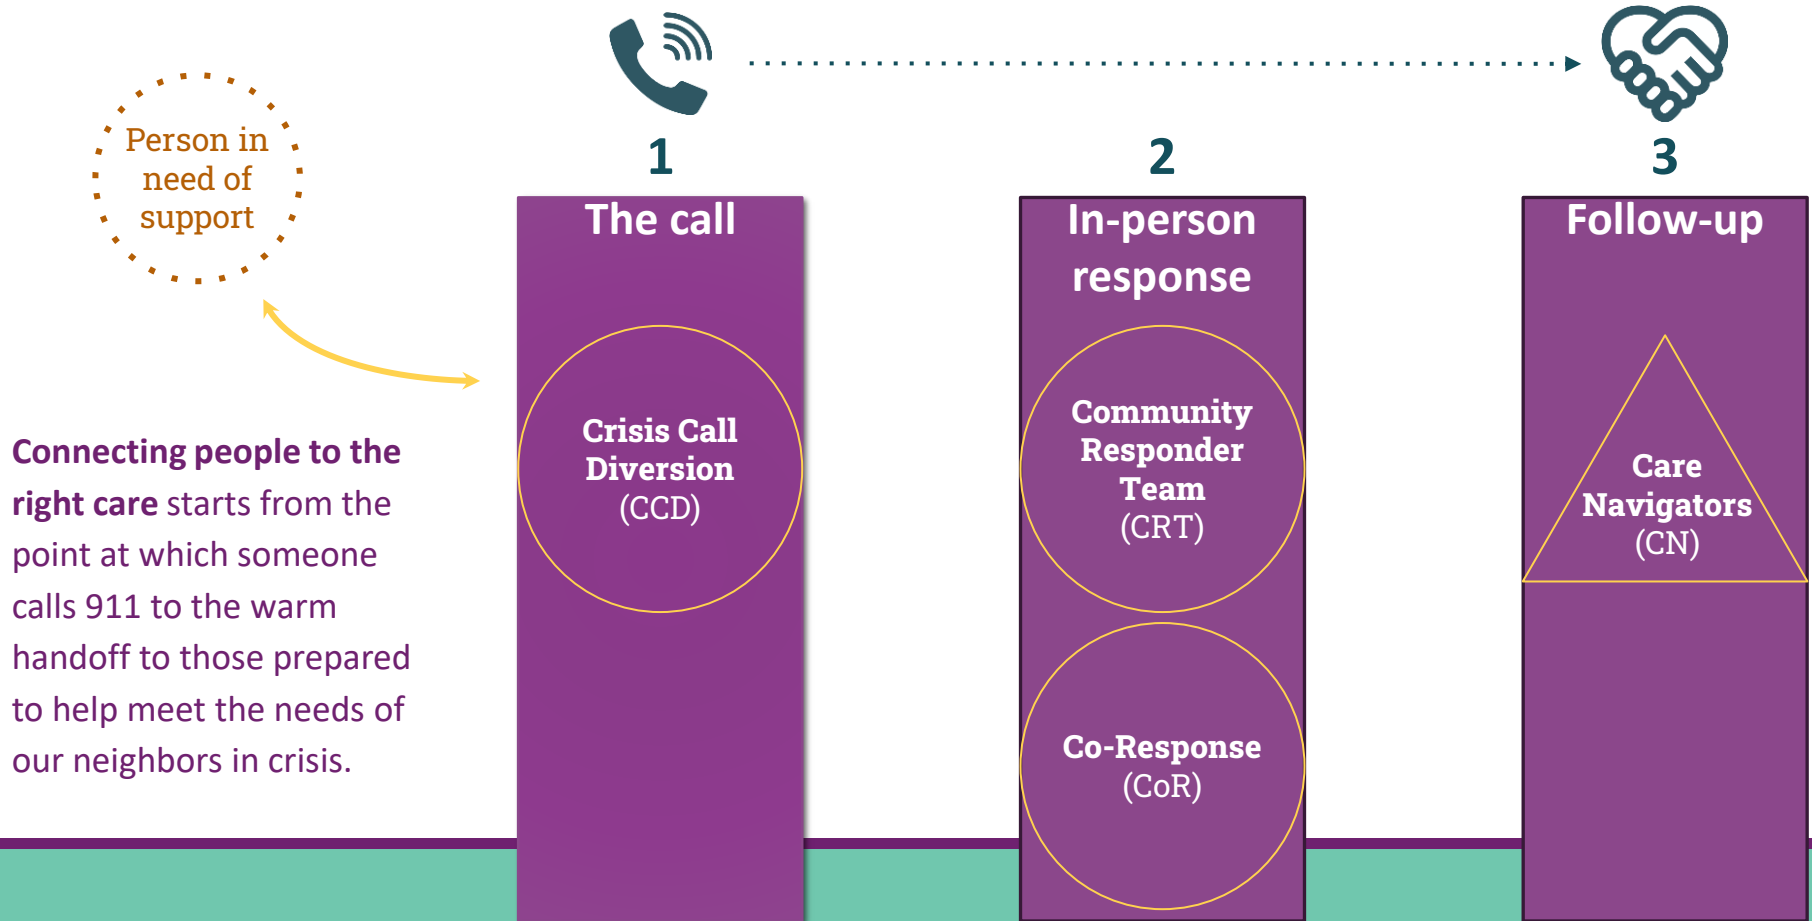 Person in
need of
support
Connecting people to the
right care starts from the
point at which someone
calls 911 to the warm
handoff to those prepared
to help meet the needs of
our neighbors in crisis.
1
The call
Crisis Call
Diversion
(CCD)
2
In-person
response
Community
Responder
Team
(CRT)
Co-Response
(CoR)
3
Follow-up
Care
Navigators
(CN)